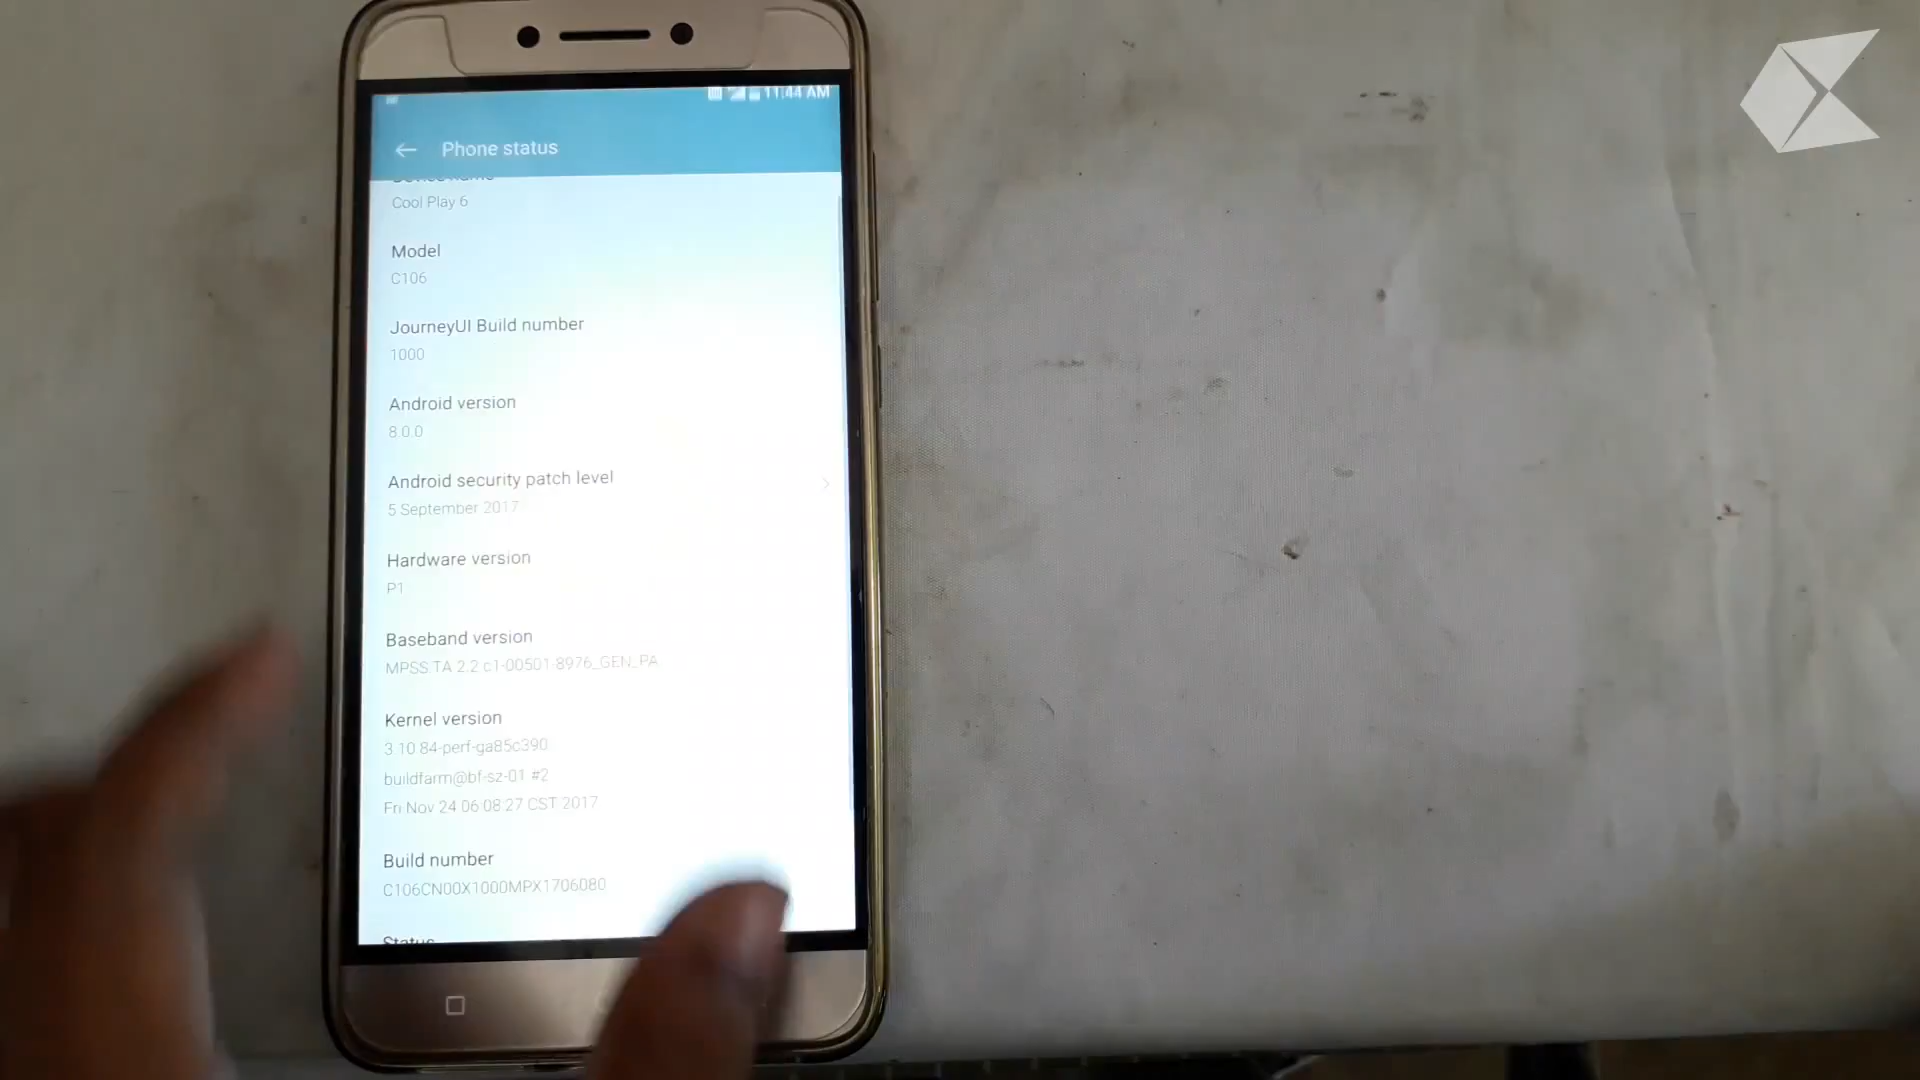 11:44 AM
Phone status
Device name
Cool Play 6
Model
C106
JourneyUI Build number
1000
Android version
8.0.0
Android security patch level
5 September 2017
Hardware version
P1
Baseband version
MPSS.TA.2.2.c1-00501-8976_GEN_PA
Kernel version
3.10.84-perf-ga85c390
buildfarm@bf-sz-01 #2
Fri Nov 24 06:08:27 CST 2017
Build number
C106CN00X1000MPX1706080
Status